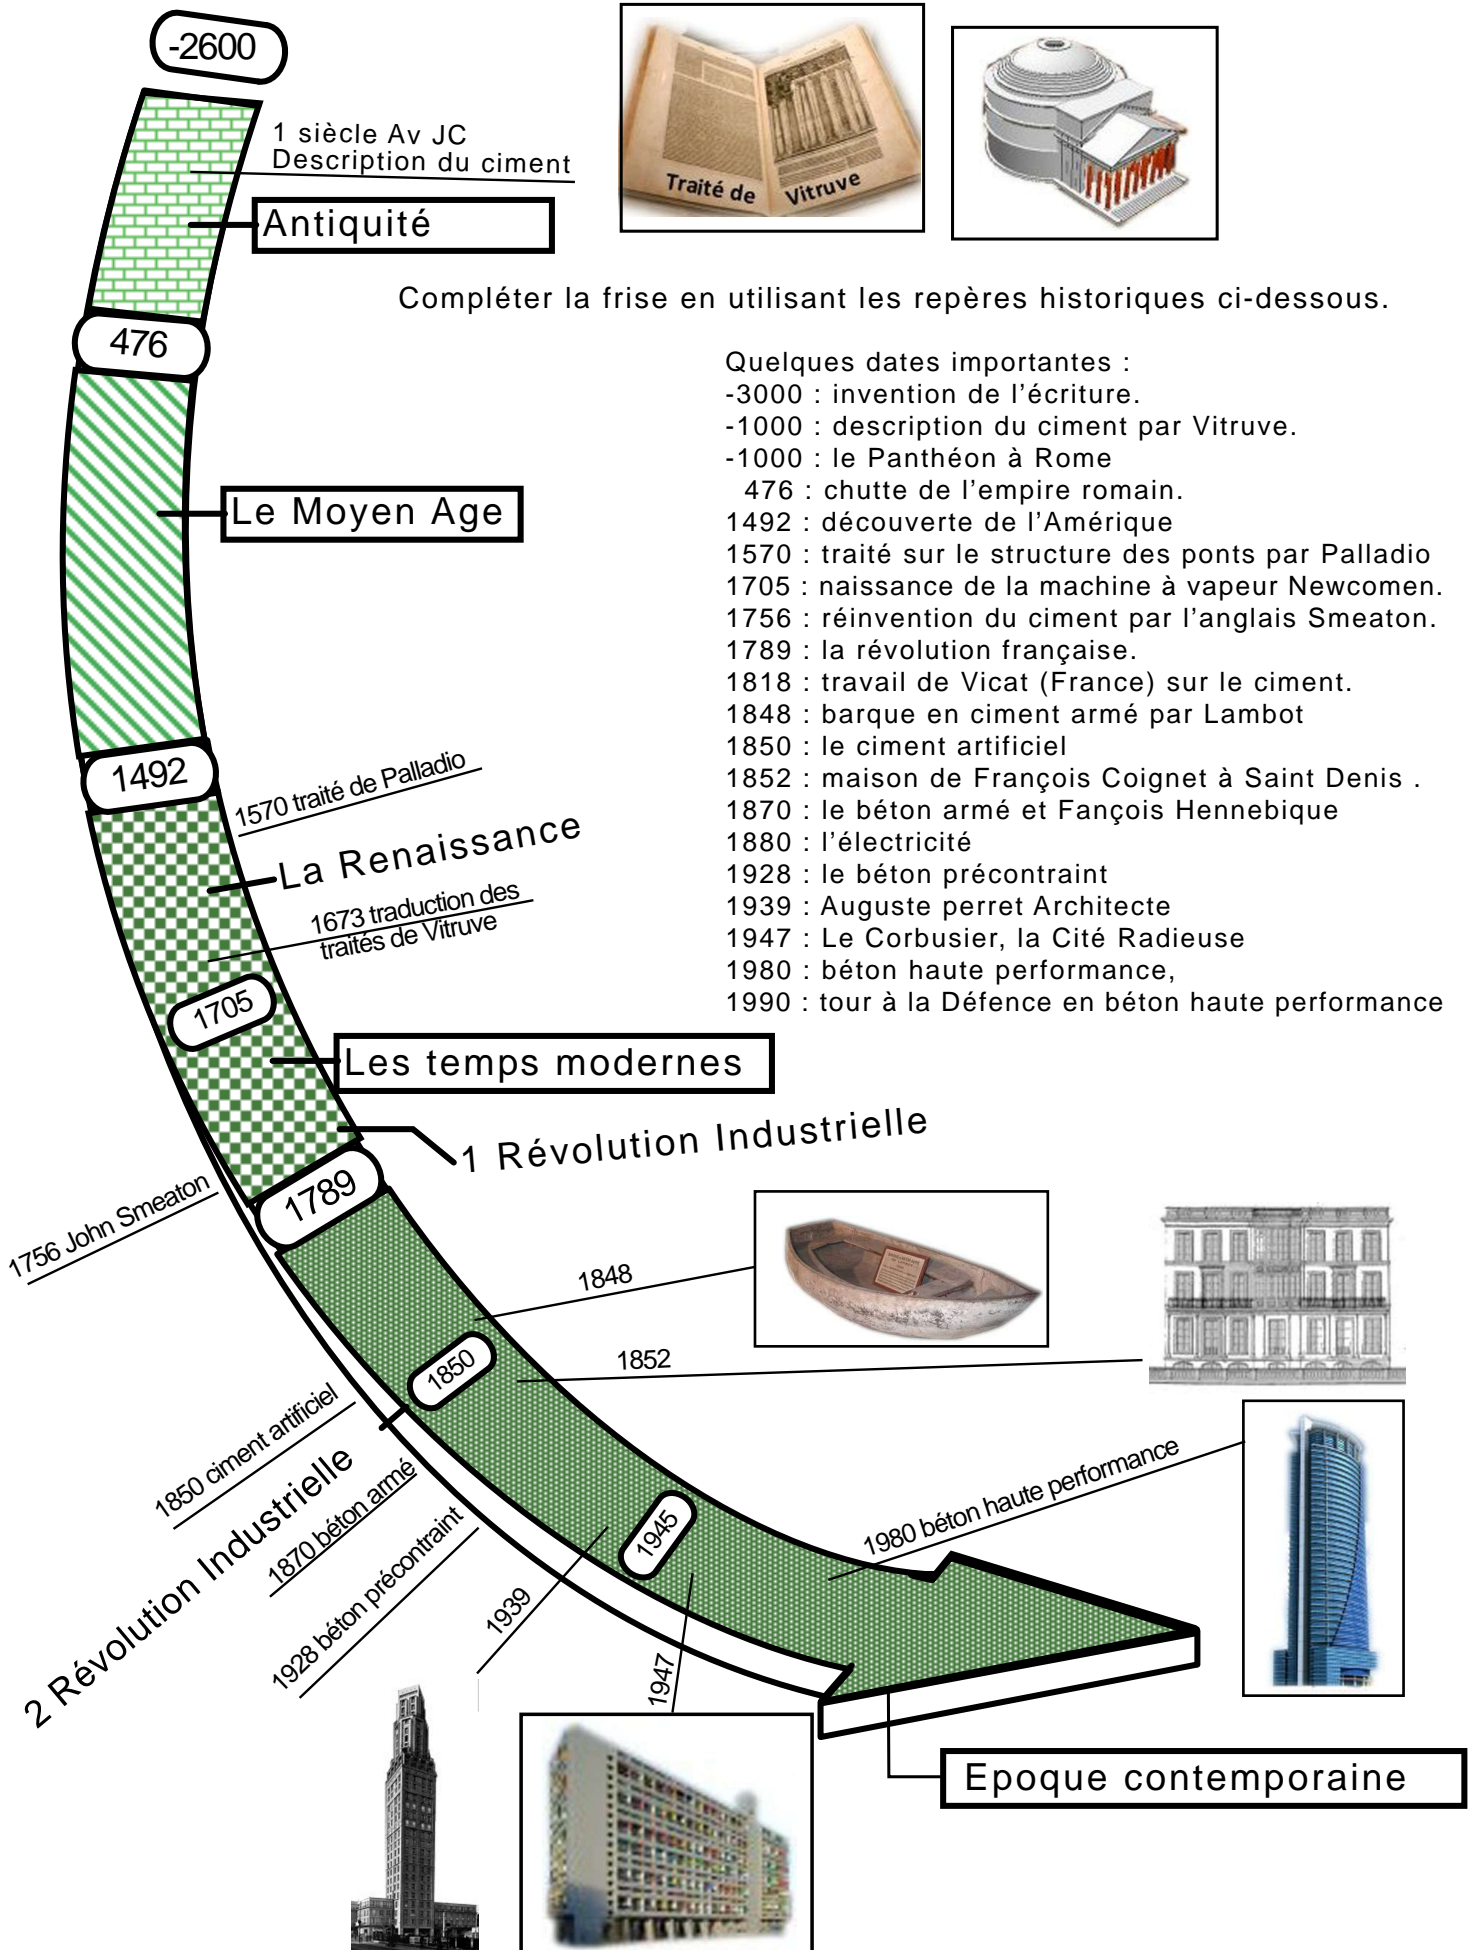 -2600
1 siècle Av JC
Description du ciment
Traité de Vitruve
Antiquité
Compléter la frise en utilisant les repères historiques ci-dessous.
476
Quelques dates importantes :
-3000 : invention de l’écriture.
-1000 : description du ciment par Vitruve.
-1000 : le Panthéon à Rome
476 : chutte de l’empire romain.
1492 : découverte de l’Amérique
1570 : traité sur le structure des ponts par Palladio
1705 : naissance de la machine à vapeur Newcomen.
1756 : réinvention du ciment par l’anglais Smeaton.
1789 : la révolution française.
1818 : travail de Vicat (France) sur le ciment.
1848 : barque en ciment armé par Lambot
1850 : le ciment artificiel
1852 : maison de François Coignet à Saint Denis .
1870 : le béton armé et Fançois Hennebique
1880 : l’électricité
1928 : le béton précontraint
1939 : Auguste perret Architecte
1947 : Le Corbusier, la Cité Radieuse
1980 : béton haute performance,
1990 : tour à la Défence en béton haute performance
Le Moyen Age
1492
1570 traité de Palladio
La Renaissance
1673 traduction des
traités de Vitruve
1705
Les temps modernes
1 Révolution Industrielle
1789
1756 John Smeaton
1848
1850
1852
1850 ciment artificiel
2 Révolution Industrielle
1870 béton armé
1928 béton précontraint
1939
1945
1947
1980 béton haute performance
Epoque contemporaine